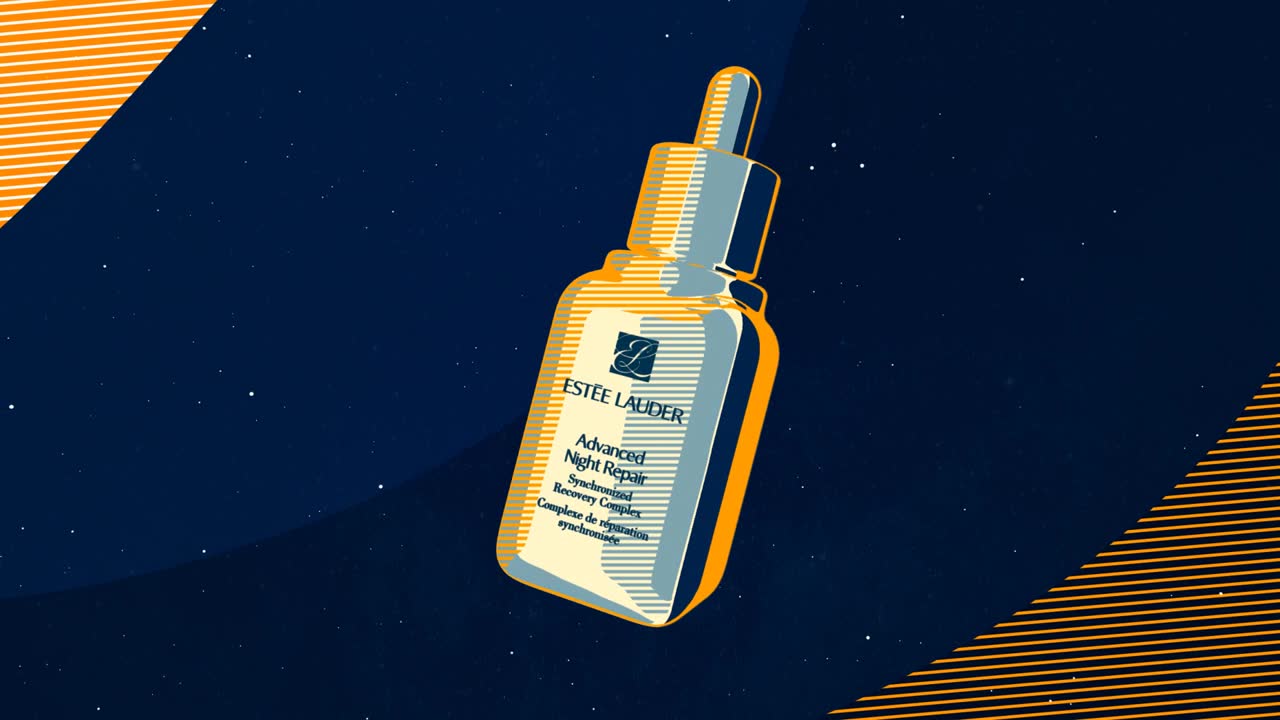 ESTĒE LAUDER
Advanced
Night Repair
Synchronized
Recovery Complex
Complexe de réparation
synchronisée